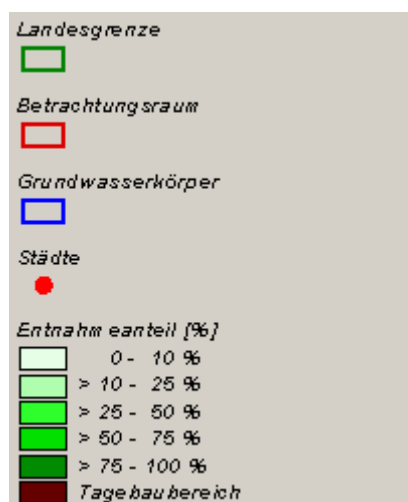 Landesgrenze
Betrachtungsraum
Grundwasserkörper
Städte
Entnahmeanteil [%]
0 - 10 %
> 10 - 25 %
> 25 - 50 %
> 50 - 75 %
> 75 - 100 %
Tagebaubereich